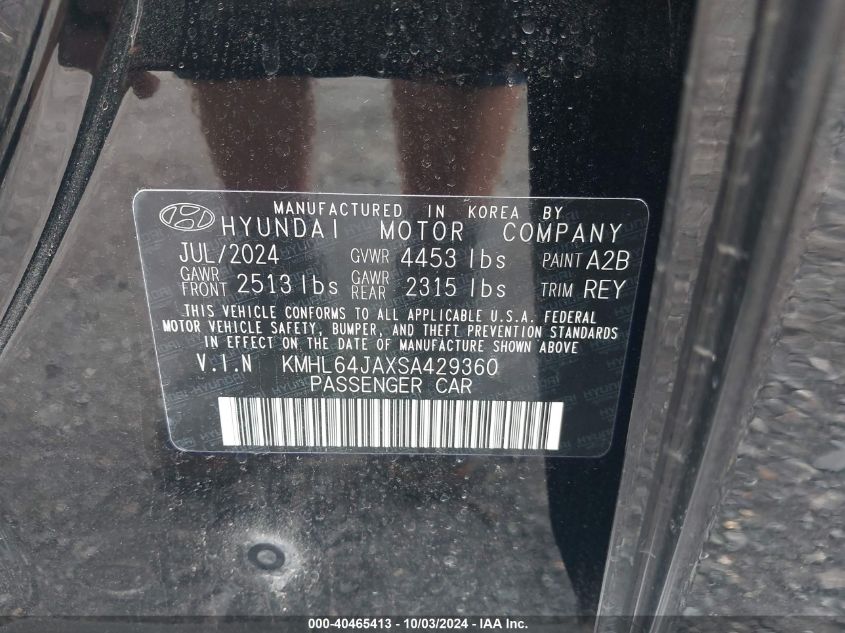 MANUFACTURED IN KOREA BY
HYUNDAI MOTOR COMPANY
JUL/2024 GVWR 4453 lbs PAINT A2B
GAWR FRONT 2513 lbs GAWR REAR 2315 lbs TRIM REY
THIS VEHICLE CONFORMS TO ALL APPLICABLE U.S.A. FEDERAL
MOTOR VEHICLE SAFETY, BUMPER, AND THEFT PREVENTION STANDARDS
IN EFFECT ON THE DATE OF MANUFACTURE SHOWN ABOVE
V.I.N KMHL64JAXSA429360
PASSENGER CAR
000-40465413 - 10/03/2024 - IAA Inc.